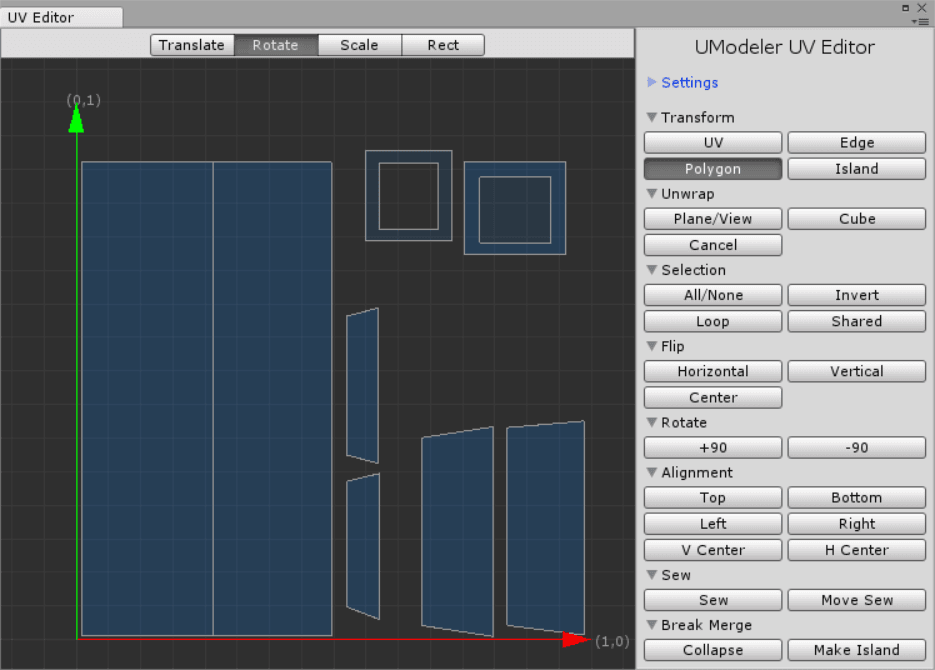 UV Editor
Translate Rotate Scale Rect
UModeler UV Editor
Settings
(0,1)
Transform
UV Edge
Polygon Island
Unwrap
Plane/View Cube
Cancel
Selection
All/None Invert
Loop Shared
Flip
Horizontal Vertical
Center
Rotate
+90 -90
Alignment
Top Bottom
Left Right
V Center H Center
Sew
Sew Move Sew
Break Merge
(1,0)
Collapse Make Island